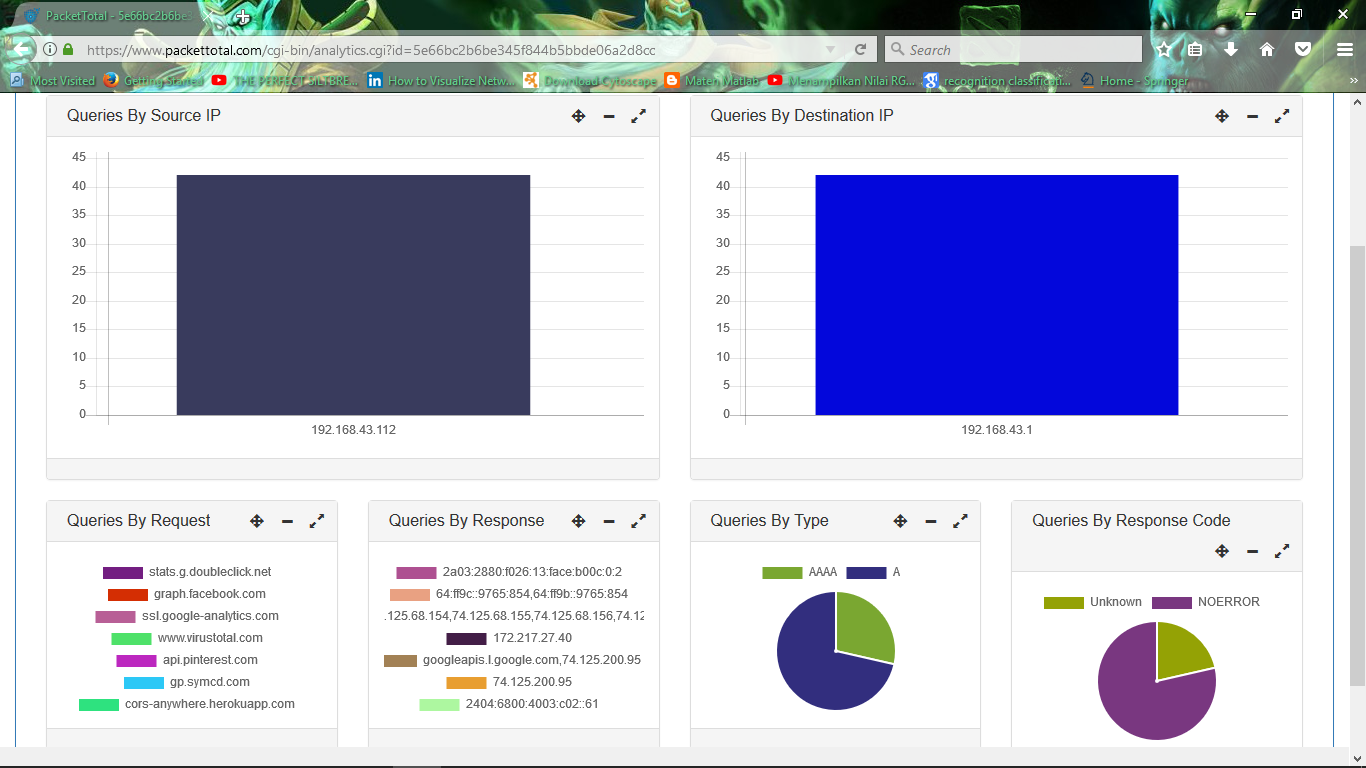 PacketTotal - 5e66bc2b6be3
https://www.packettotal.com/cgi-bin/analytics.cgi?id=5e66bc2b6be345f844b5bbde06a2d8cc
Search
Most Visited Getting Started THE PERFECT How to Visualize Netw... Download Cytoscape Materi Matlab Menampilkan Nilai RG... recognition classificati... Home - Springer
Queries By Source IP
45
40
35
30
25
20
15
10
5
0
192.168.43.112
Queries By Destination IP
45
40
35
30
25
20
15
10
5
0
192.168.43.1
Queries By Request
stats.g.doubleclick.net
graph.facebook.com
ssl.google-analytics.com
www.virustotal.com
api.pinterest.com
gp.symcd.com
cors-anywhere.herokuapp.com
Queries By Response
2a03:2880:f026:13:face:b00c:0:2
64:ff9c::9765:854,64:ff9b::9765:854
.125.68.154,74.125.68.155,74.125.68.156,74.12
172.217.27.40
googleapis.l.google.com,74.125.200.95
74.125.200.95
2404:6800:4003:c02::61
Queries By Type
AAAA A
Queries By Response Code
Unknown NOERROR